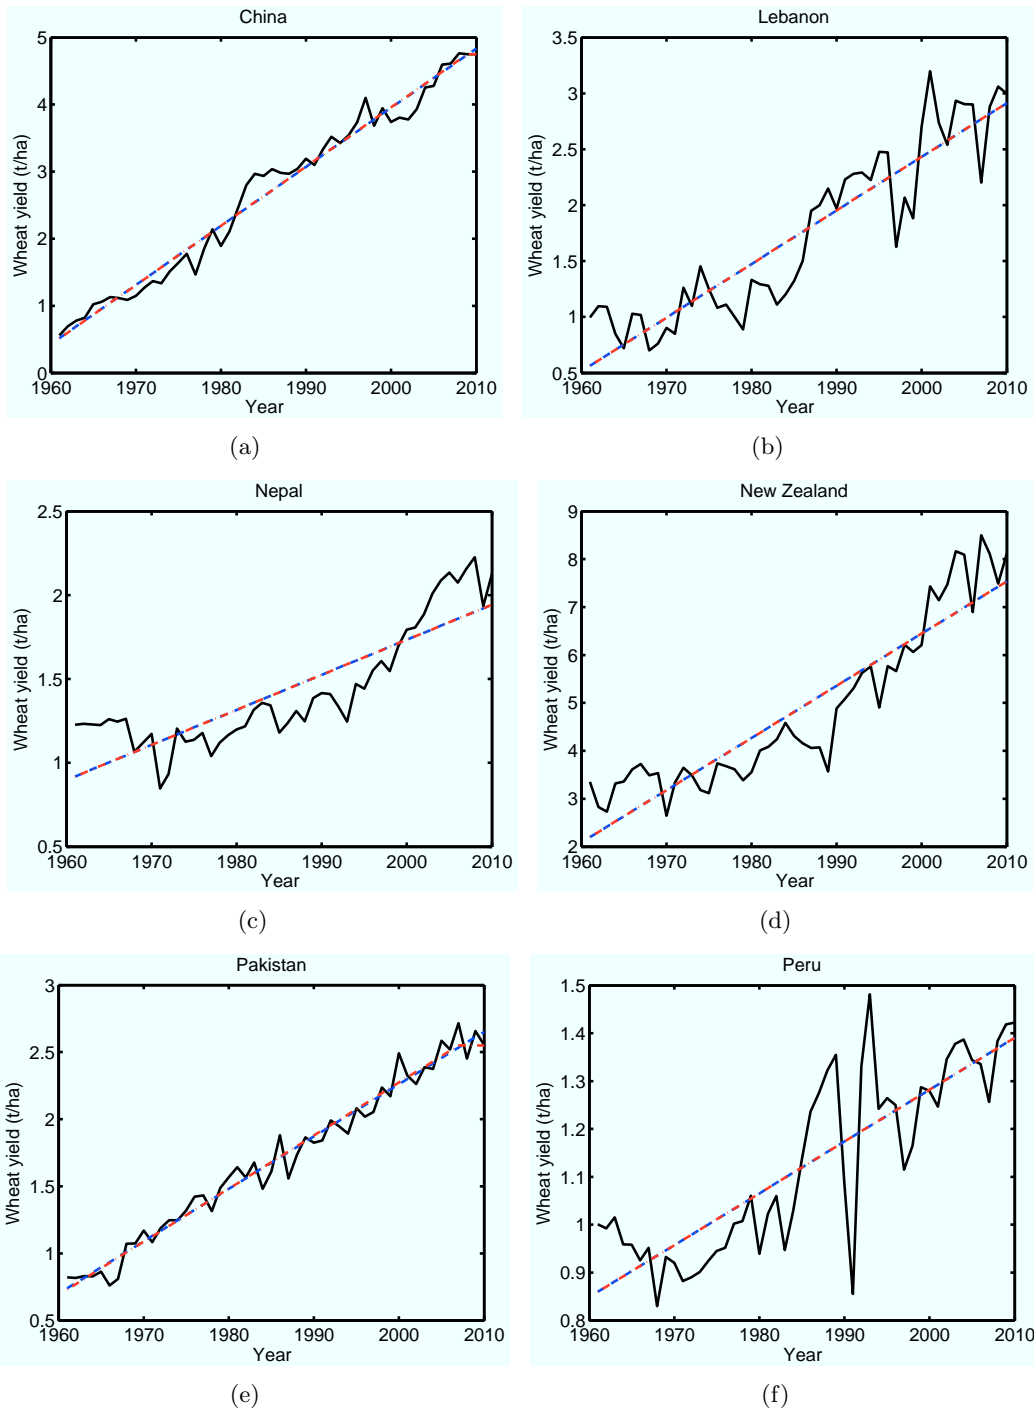 China
Wheat yield (t/ha)
5
4
3
2
1
0
1960 1970 1980 1990 2000 2010
Year
(a)
Lebanon
Wheat yield (t/ha)
3.5
3
2.5
2
1.5
1
0.5
1960 1970 1980 1990 2000 2010
Year
(b)
Nepal
Wheat yield (t/ha)
2.5
2
1.5
1
0.5
1960 1970 1980 1990 2000 2010
Year
(c)
New Zealand
Wheat yield (t/ha)
9
8
7
6
5
4
3
2
1960 1970 1980 1990 2000 2010
Year
(d)
Pakistan
Wheat yield (t/ha)
3
2.5
2
1.5
1
0.5
1960 1970 1980 1990 2000 2010
Year
(e)
Peru
Wheat yield (t/ha)
1.5
1.4
1.3
1.2
1.1
1
0.9
0.8
1960 1970 1980 1990 2000 2010
Year
(f)